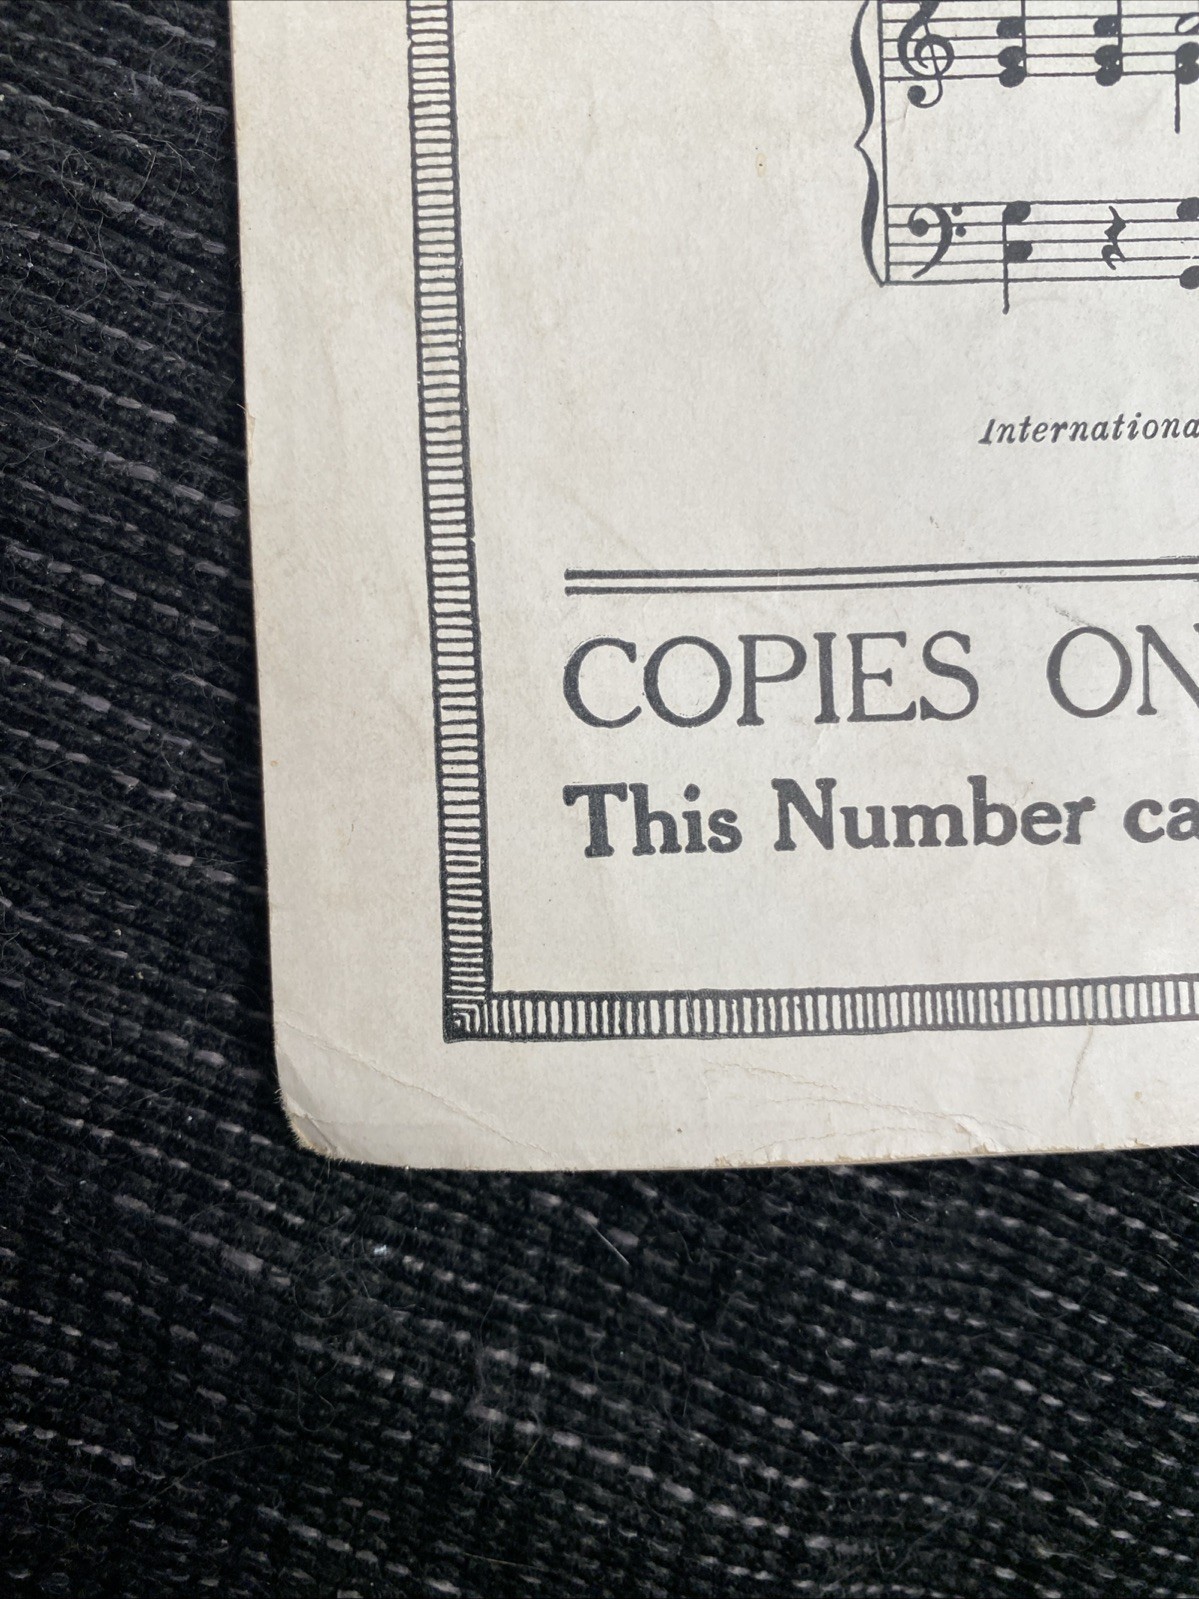 Internationa
COPIES ON
This Number ca